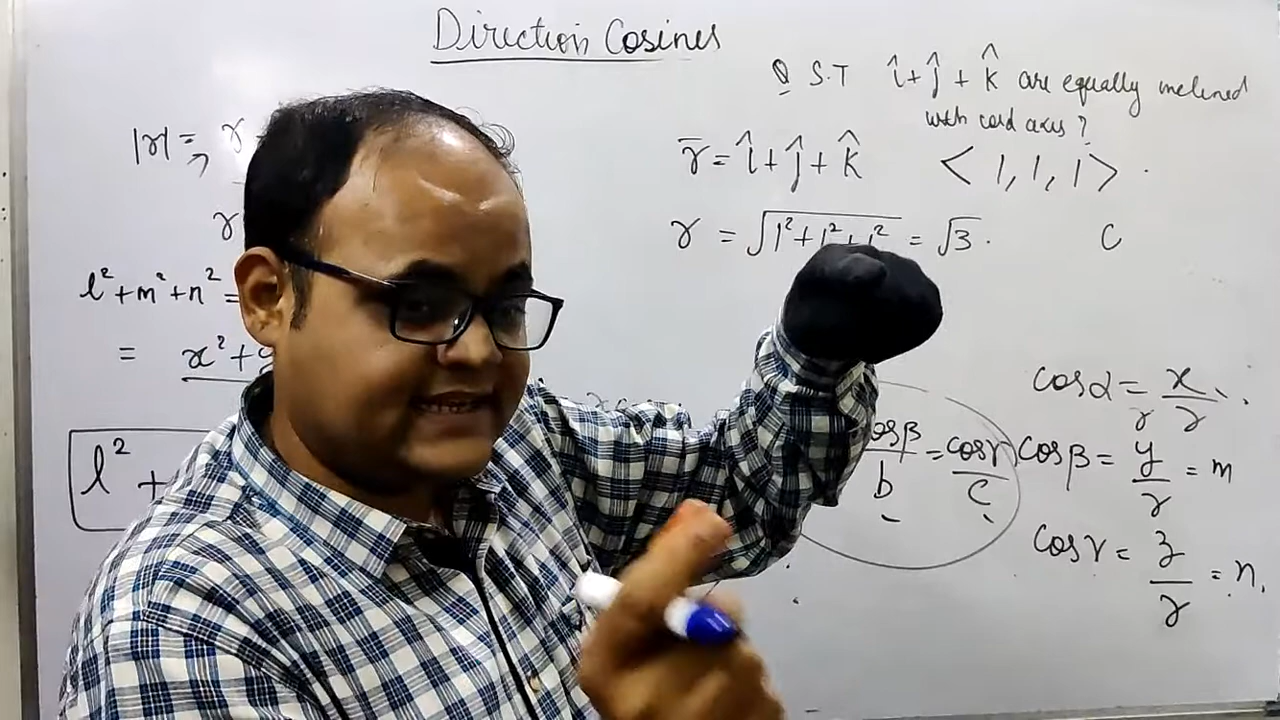 Direction Cosines
Q S.T î + ĵ + k̂ are equally inclined
with cord axis ?
|r| = r
r̄ = î + ĵ + k̂
< 1, 1, 1 > .
r
r = √1² + 1² + 1² = √3 .
C
l² + m² + n² =
= x² +
l² +
cosβ/b = cosγ/c
cosα = x/r
cosβ = y/r = m
cosγ = z/r = n.